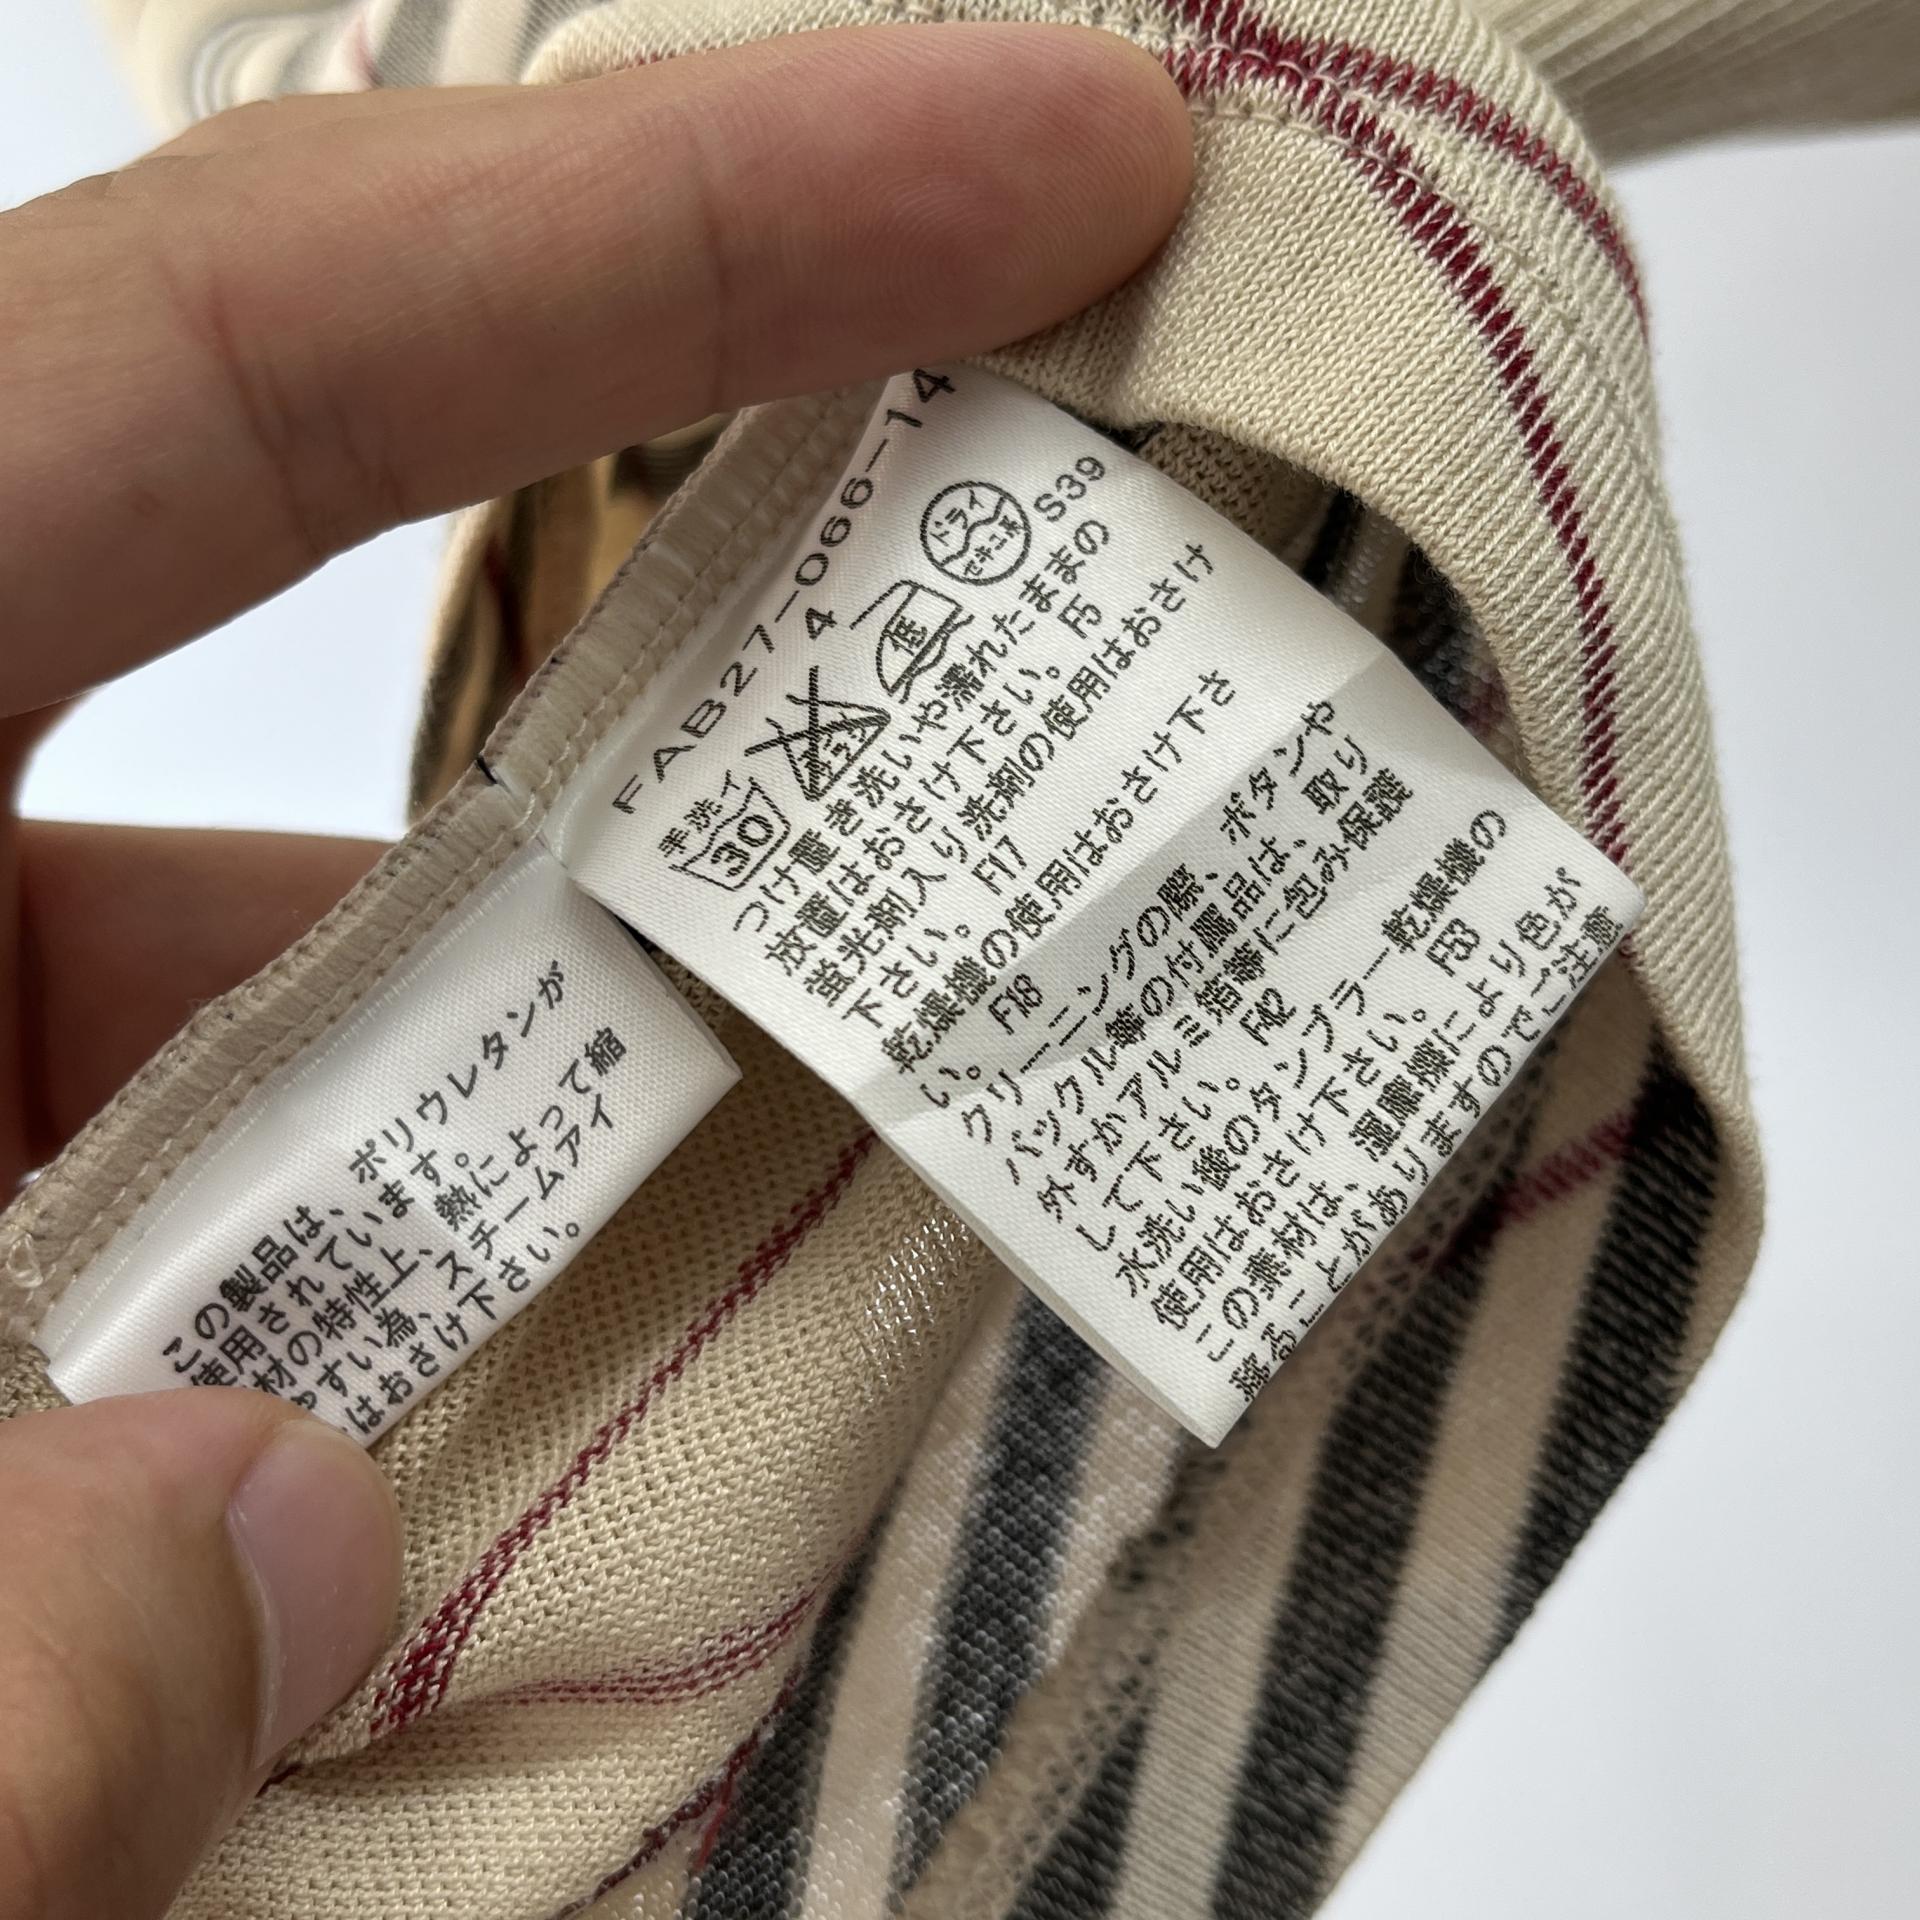 FAB27-066-14
4
手洗イ
30
エンソサラシ
低
ドライ
セキユ系
S39
つけ置き洗いや濡れたままの
放置はおさけ下さい。 F5
蛍光剤入り洗剤の使用はおさけ
下さい。 F17
乾燥機の使用はおさけ下さ
い。 F18
クリーニングの際、ボタンや
バックル等の付属品は、取り
外すかアルミ箔等に包み保護
して下さい。 F42
水洗い後のタンブラー乾燥機の
使用はおさけ下さい。 F53
この素材は、湿摩擦により色が
落ることがありますのでご注意
この製品は、ポリウレタンが
使用されています。
材の特性上、熱によって縮
やすい為、スチームアイ
はおさけ下さい。